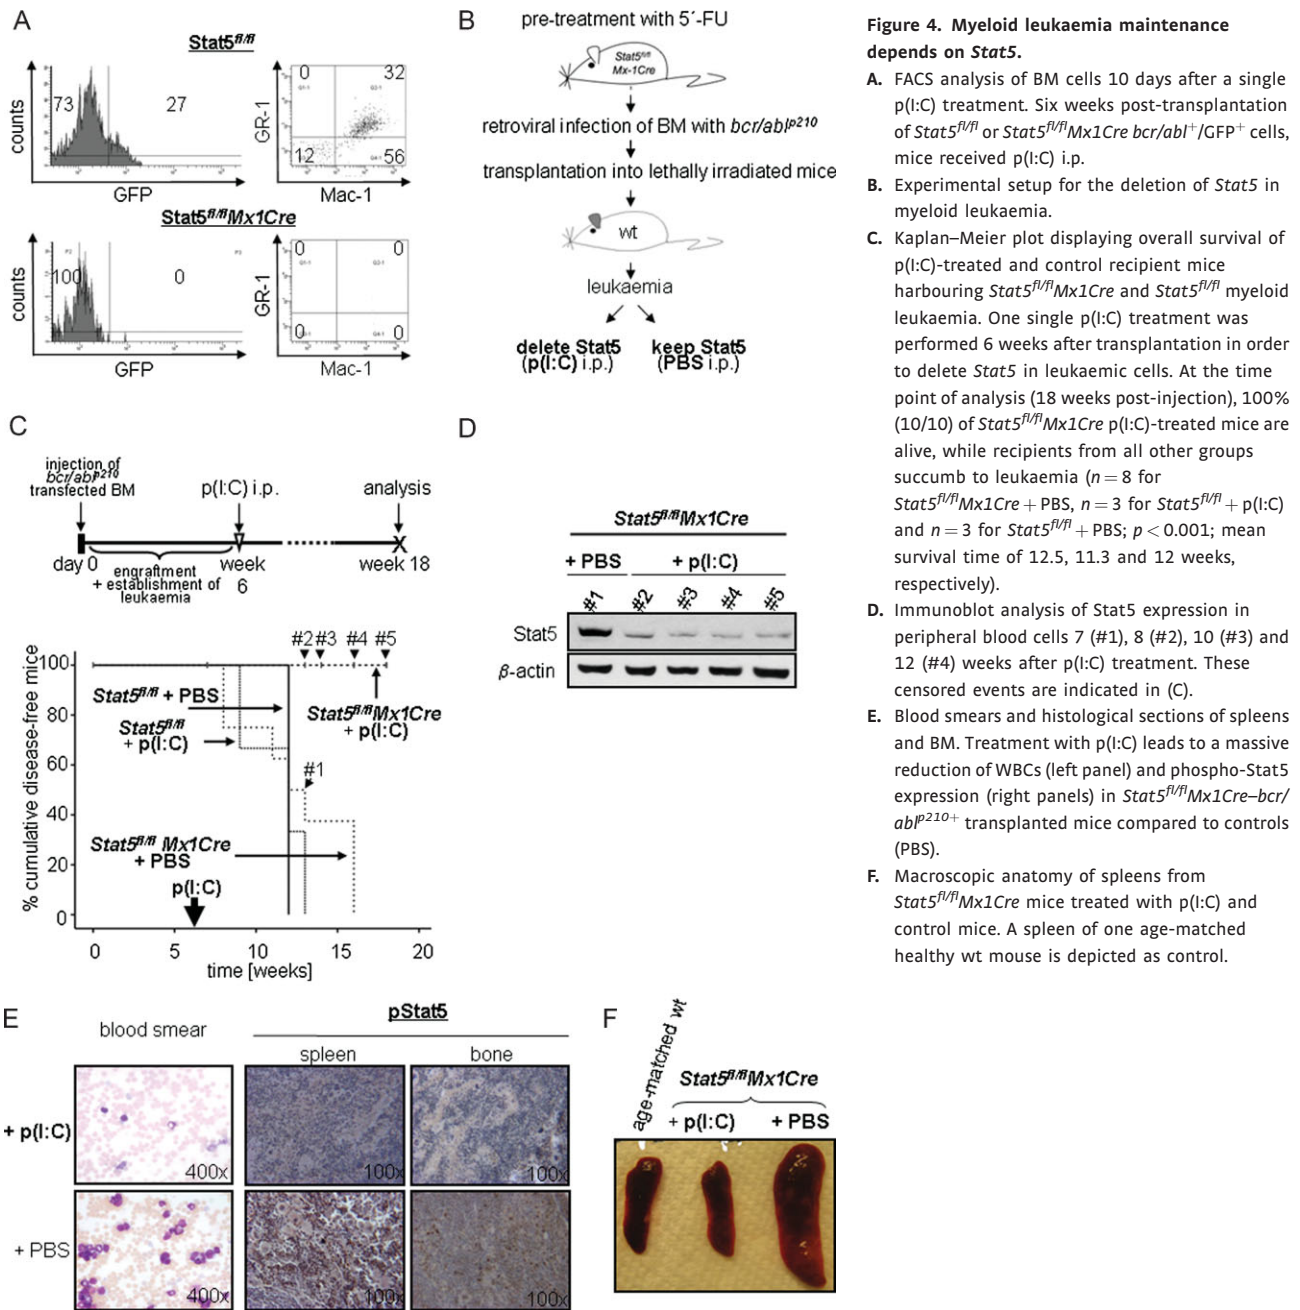 A
Stat5fl/fl
counts
73
27
GFP
GR-1
0
32
12
56
Mac-1
Stat5fl/flMx1Cre
counts
100
0
GFP
GR-1
0
0
0
0
Mac-1
B
pre-treatment with 5´-FU
Stat5fl/fl
Mx-1Cre
retroviral infection of BM with bcr/ablp210
transplantation into lethally irradiated mice
wt
leukaemia
delete Stat5
(p(I:C) i.p.)
keep Stat5
(PBS i.p.)
Figure 4. Myeloid leukaemia maintenance
depends on Stat5.
A. FACS analysis of BM cells 10 days after a single
p(I:C) treatment. Six weeks post-transplantation
of Stat5fl/fl or Stat5fl/flMx1Cre bcr/abl+/GFP+ cells,
mice received p(I:C) i.p.
B. Experimental setup for the deletion of Stat5 in
myeloid leukaemia.
C. Kaplan–Meier plot displaying overall survival of
p(I:C)-treated and control recipient mice
harbouring Stat5fl/flMx1Cre and Stat5fl/fl myeloid
leukaemia. One single p(I:C) treatment was
performed 6 weeks after transplantation in order
to delete Stat5 in leukaemic cells. At the time
point of analysis (18 weeks post-injection), 100%
(10/10) of Stat5fl/flMx1Cre p(I:C)-treated mice are
alive, while recipients from all other groups
succumb to leukaemia (n = 8 for
Stat5fl/flMx1Cre + PBS, n = 3 for Stat5fl/fl + p(I:C)
and n = 3 for Stat5fl/fl + PBS; p < 0.001; mean
survival time of 12.5, 11.3 and 12 weeks,
respectively).
D. Immunoblot analysis of Stat5 expression in
peripheral blood cells 7 (#1), 8 (#2), 10 (#3) and
12 (#4) weeks after p(I:C) treatment. These
censored events are indicated in (C).
E. Blood smears and histological sections of spleens
and BM. Treatment with p(I:C) leads to a massive
reduction of WBCs (left panel) and phospho-Stat5
expression (right panels) in Stat5fl/flMx1Cre–bcr/
ablp210+ transplanted mice compared to controls
(PBS).
F. Macroscopic anatomy of spleens from
Stat5fl/flMx1Cre mice treated with p(I:C) and
control mice. A spleen of one age-matched
healthy wt mouse is depicted as control.
C
injection of
bcr/ablp210
transfected BM
p(I:C) i.p.
analysis
day 0
engraftment
+ establishment of
leukaemia
week
6
week 18
% cumulative disease-free mice
100
80
60
40
20
0
#2 #3 #4 #5
Stat5fl/fl + PBS
Stat5fl/fl
+ p(I:C)
Stat5fl/flMx1Cre
+ p(I:C)
#1
Stat5fl/fl Mx1Cre
+ PBS
p(I:C)
0 5 10 15 20
time [weeks]
D
Stat5fl/flMx1Cre
+ PBS + p(I:C)
#1 #2 #3 #4 #5
Stat5
β-actin
E
blood smear
pStat5
spleen
bone
+ p(I:C)
400x
100x
100x
+ PBS
400x
100x
100x
F
age-matched wt
Stat5fl/flMx1Cre
+ p(I:C) + PBS